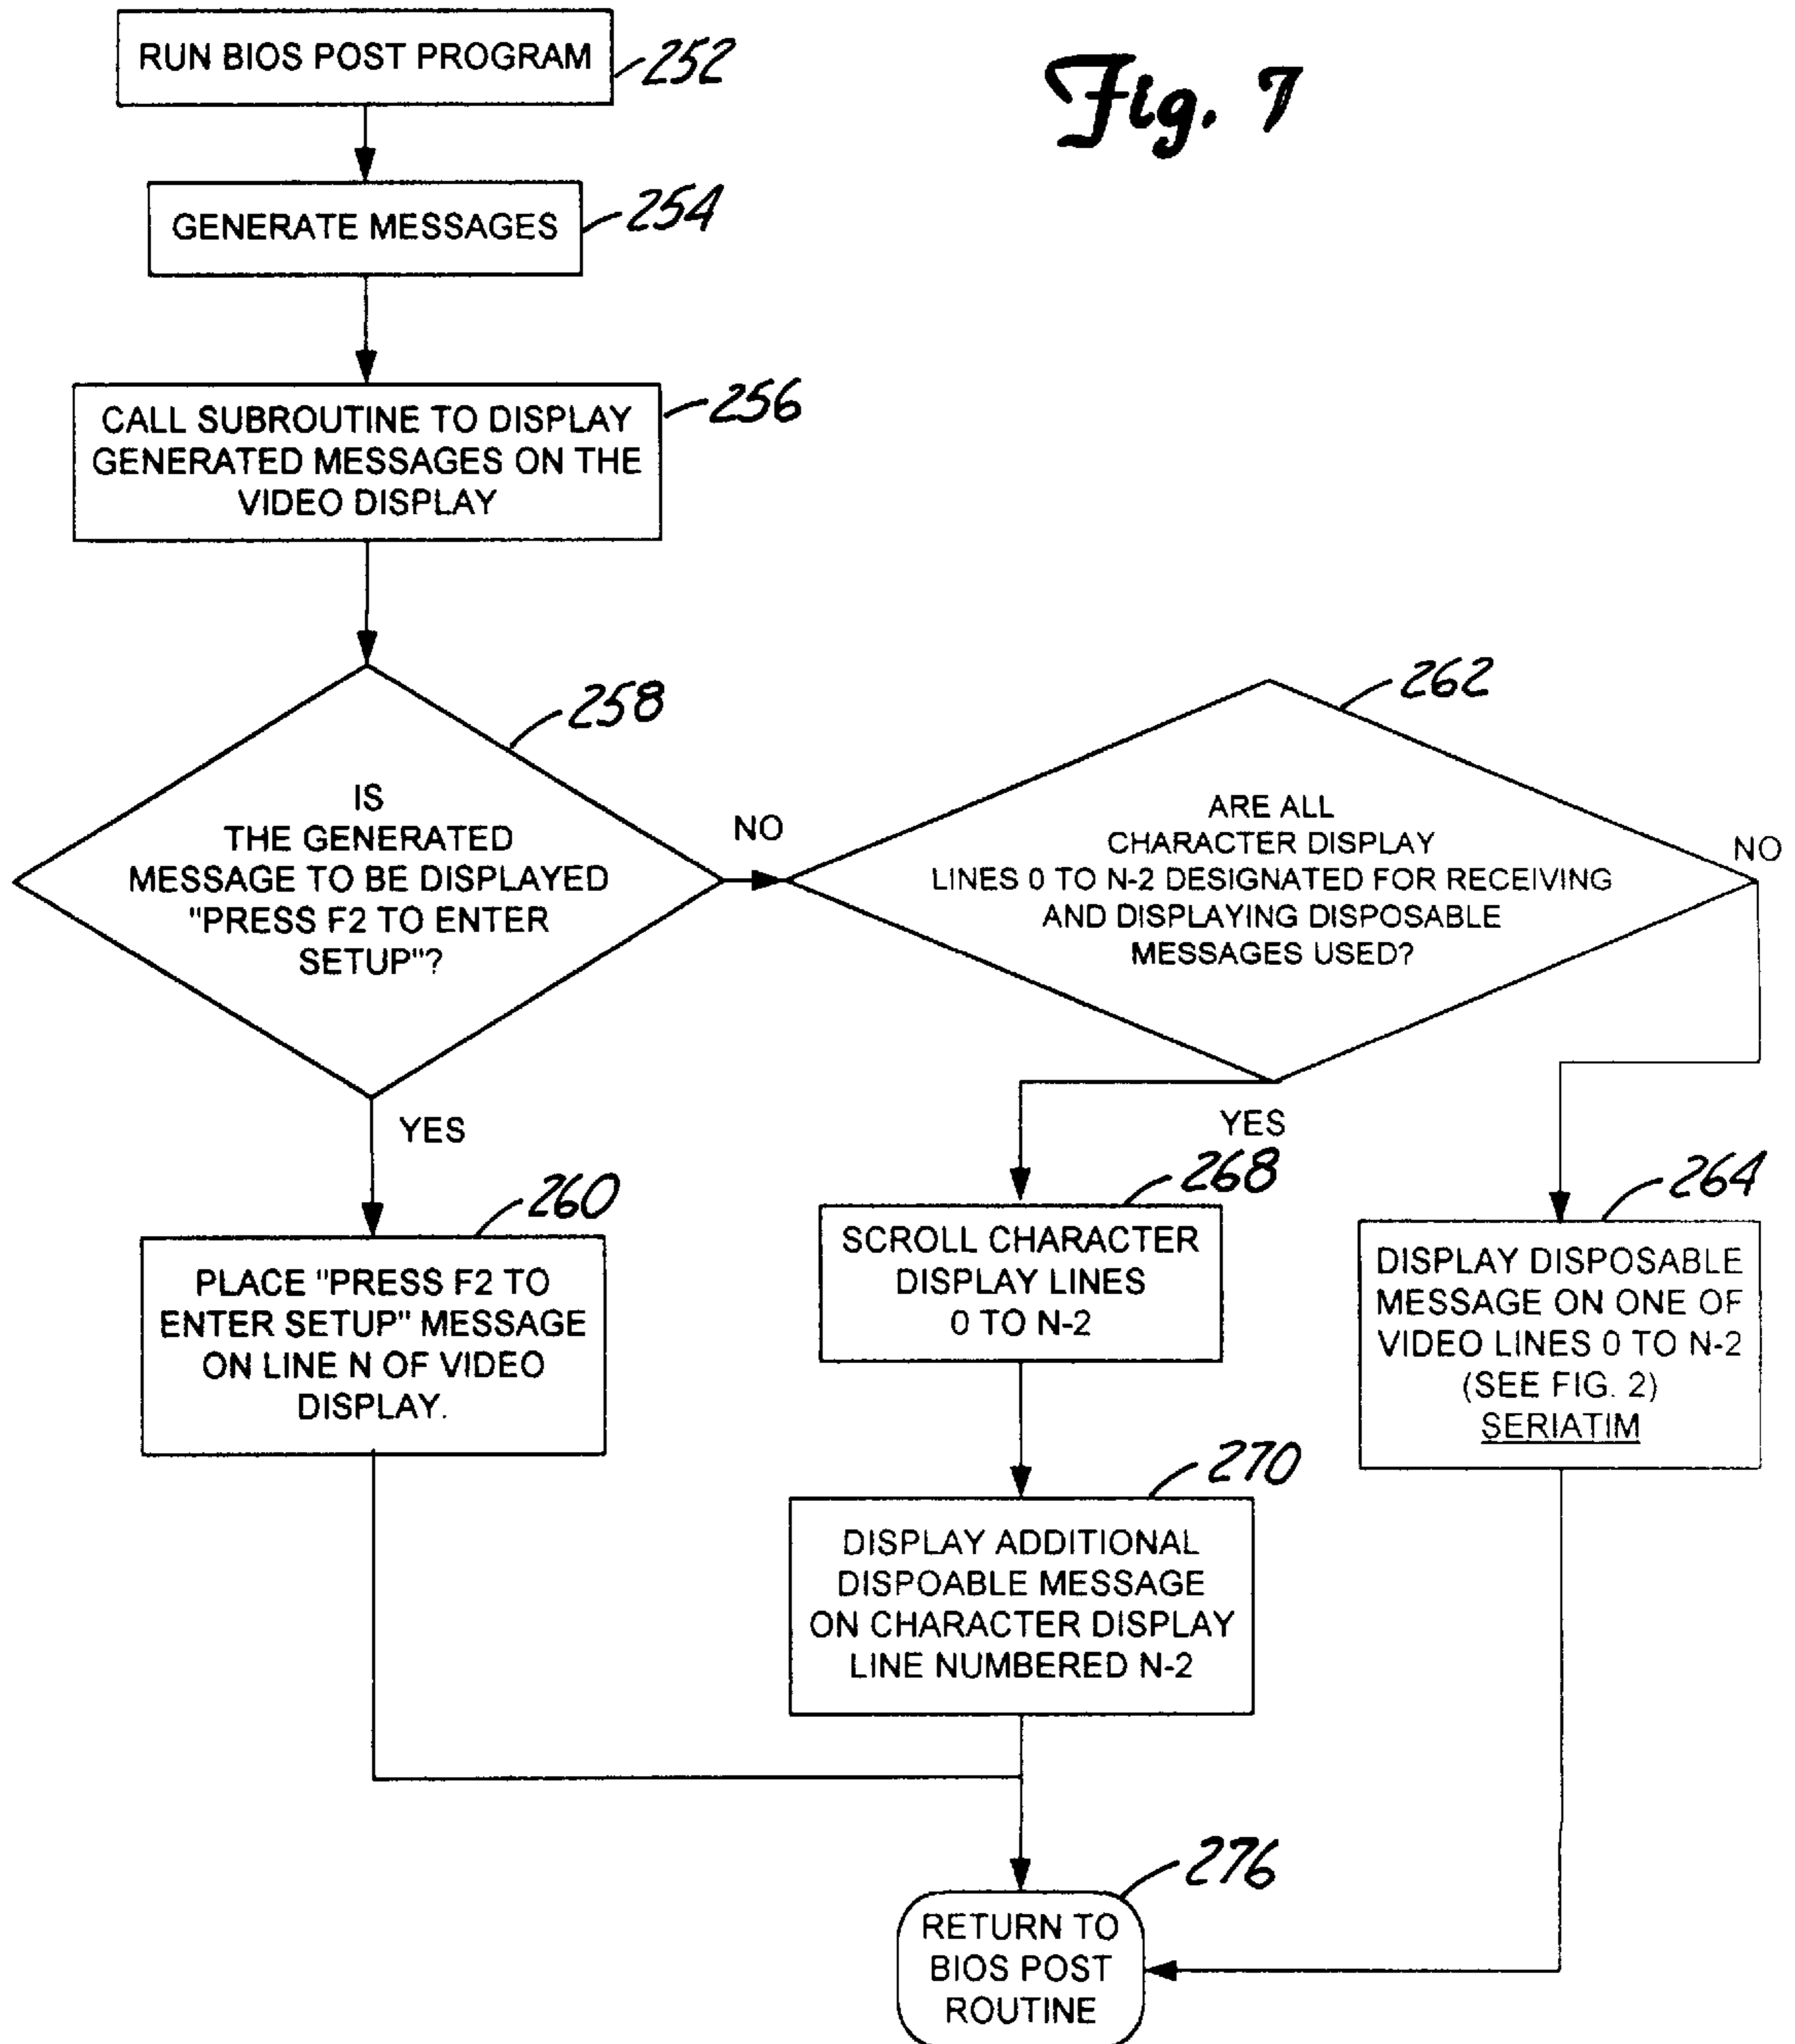 RUN BIOS POST PROGRAM
252
Fig. 7
GENERATE MESSAGES
254
CALL SUBROUTINE TO DISPLAY
GENERATED MESSAGES ON THE
VIDEO DISPLAY
256
258
IS
THE GENERATED
MESSAGE TO BE DISPLAYED
"PRESS F2 TO ENTER
SETUP"?
NO
262
ARE ALL
CHARACTER DISPLAY
LINES 0 TO N-2 DESIGNATED FOR RECEIVING
AND DISPLAYING DISPOSABLE
MESSAGES USED?
NO
YES
YES
260
PLACE "PRESS F2 TO
ENTER SETUP" MESSAGE
ON LINE N OF VIDEO
DISPLAY.
268
SCROLL CHARACTER
DISPLAY LINES
0 TO N-2
264
DISPLAY DISPOSABLE
MESSAGE ON ONE OF
VIDEO LINES 0 TO N-2
(SEE FIG. 2)
SERIATIM
270
DISPLAY ADDITIONAL
DISPOABLE MESSAGE
ON CHARACTER DISPLAY
LINE NUMBERED N-2
276
RETURN TO
BIOS POST
ROUTINE